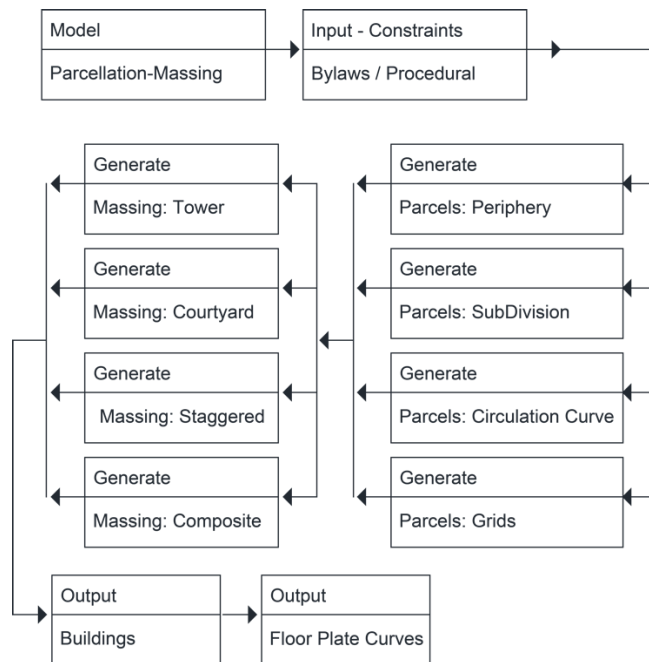 Model
Parcellation-Massing
Input - Constraints
Bylaws / Procedural
Generate
Massing: Tower
Generate
Parcels: Periphery
Generate
Massing: Courtyard
Generate
Parcels: SubDivision
Generate
Massing: Staggered
Generate
Parcels: Circulation Curve
Generate
Massing: Composite
Generate
Parcels: Grids
Output
Buildings
Output
Floor Plate Curves